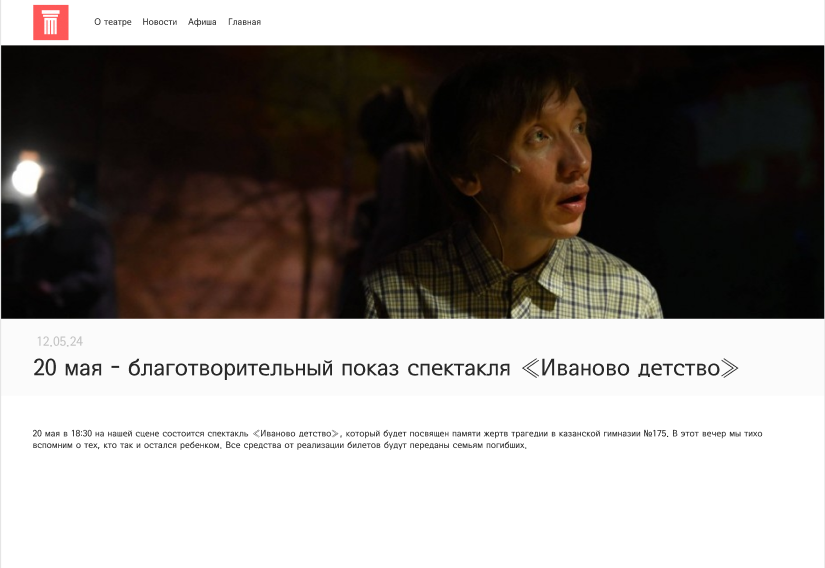 О театре Новости Афиша Главная
12.05.24
20 мая - благотворительный показ спектакля ≪Иваново детство≫
20 мая в 18:30 на нашей сцене состоится спектакль ≪Иваново детство≫, который будет посвящен памяти жертв трагедии в казанской гимназии №175. В этот вечер мы тихо
вспомним о тех, кто так и остался ребенком. Все средства от реализации билетов будут переданы семьям погибших.